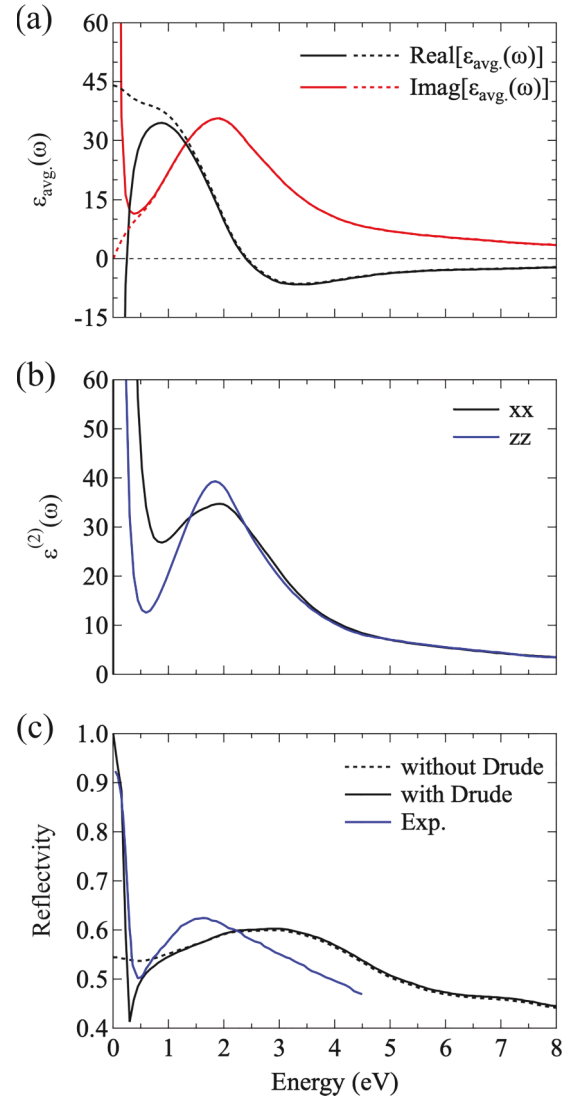 (a)
60
45
30
15
0
-15
εavg.(ω)
Real[εavg.(ω)]
Imag[εavg.(ω)]
(b)
60
50
40
30
20
10
0
ε(2)(ω)
xx
zz
(c)
1.0
0.9
0.8
0.7
0.6
0.5
0.4
Reflectvity
without Drude
with Drude
Exp.
0 1 2 3 4 5 6 7 8
Energy (eV)